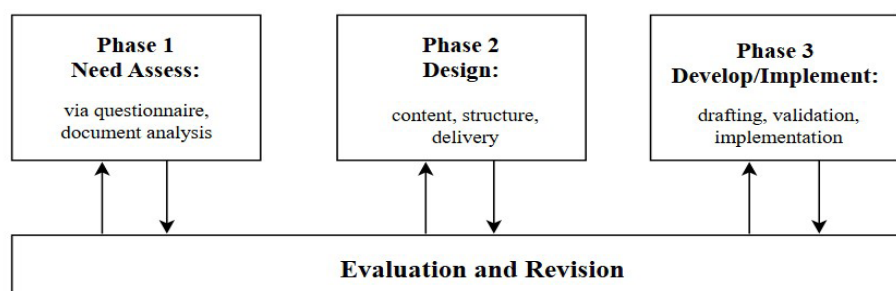 Phase 1
Need Assess:
via questionnaire,
document analysis
Phase 2
Design:
content, structure,
delivery
Phase 3
Develop/Implement:
drafting, validation,
implementation
Evaluation and Revision